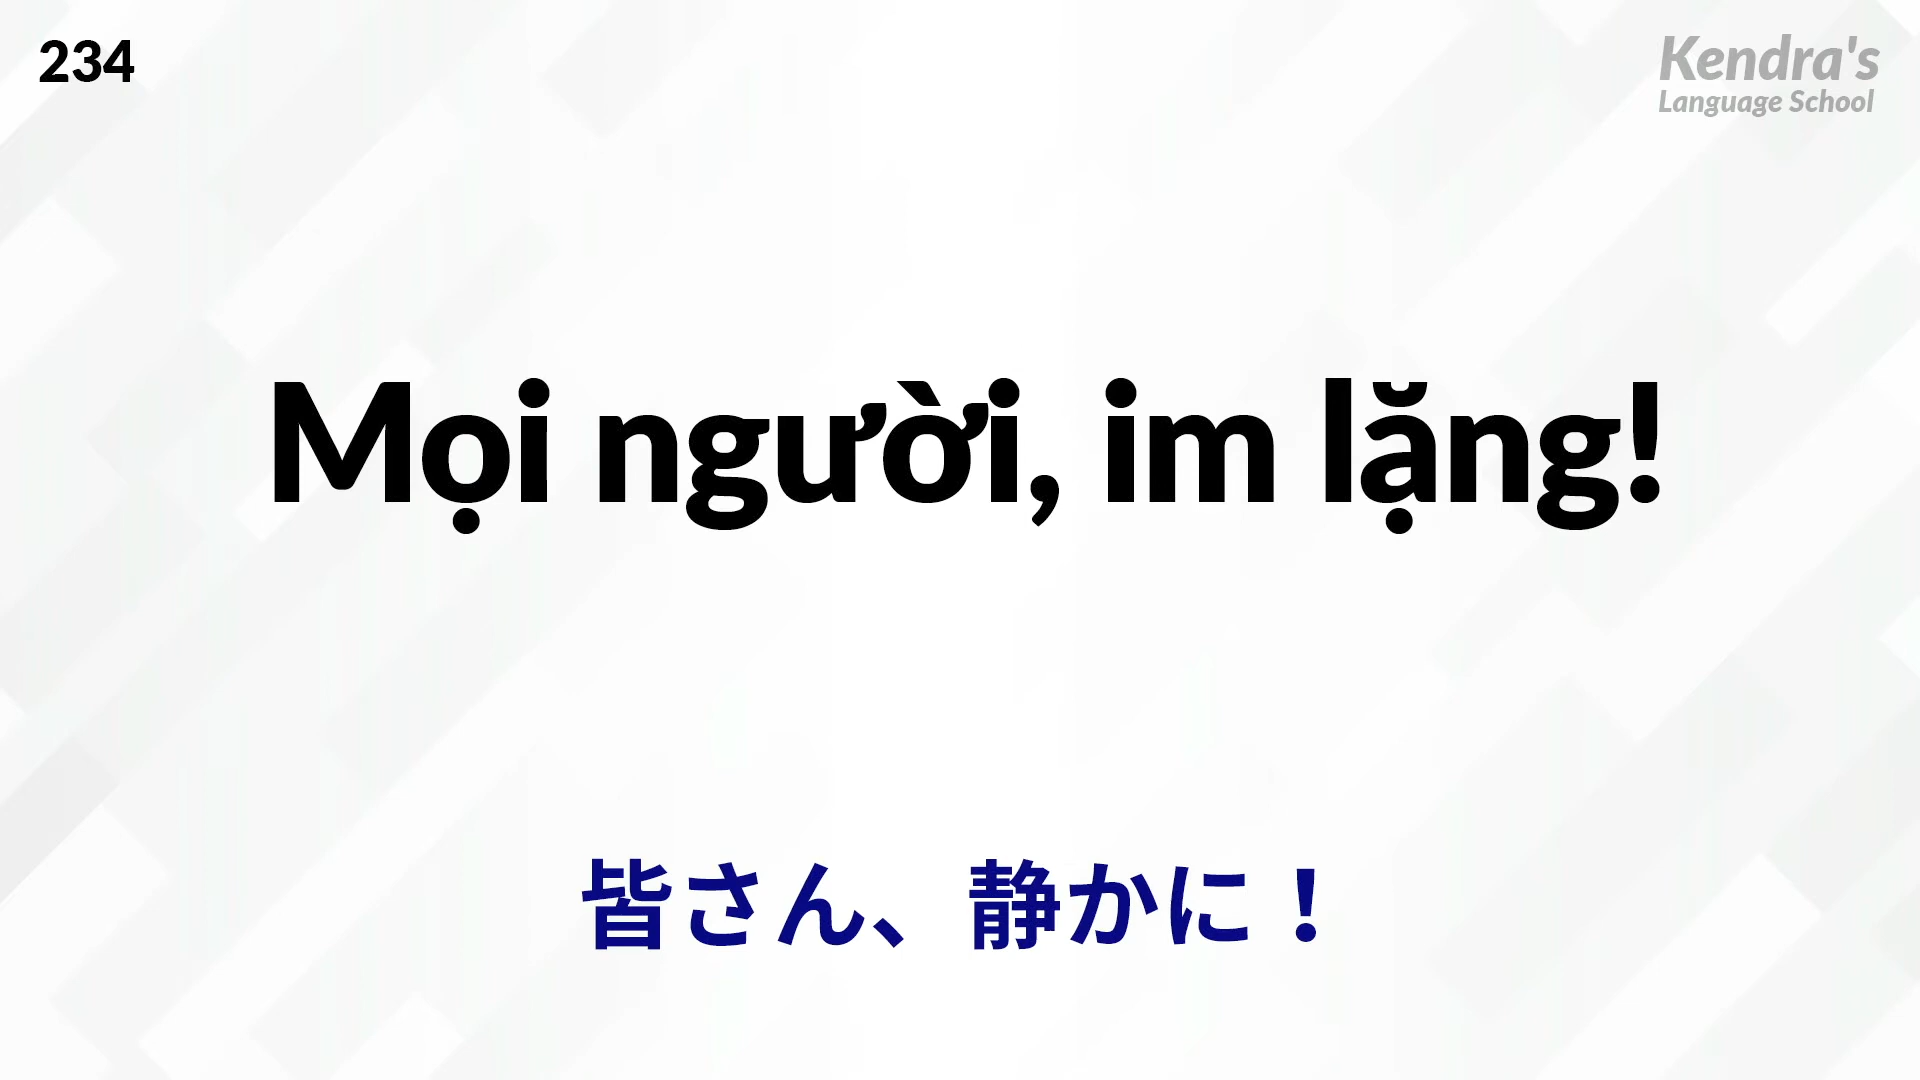 234
Kendra's
Language School
Mọi người, im lặng!
皆さん、静かに！